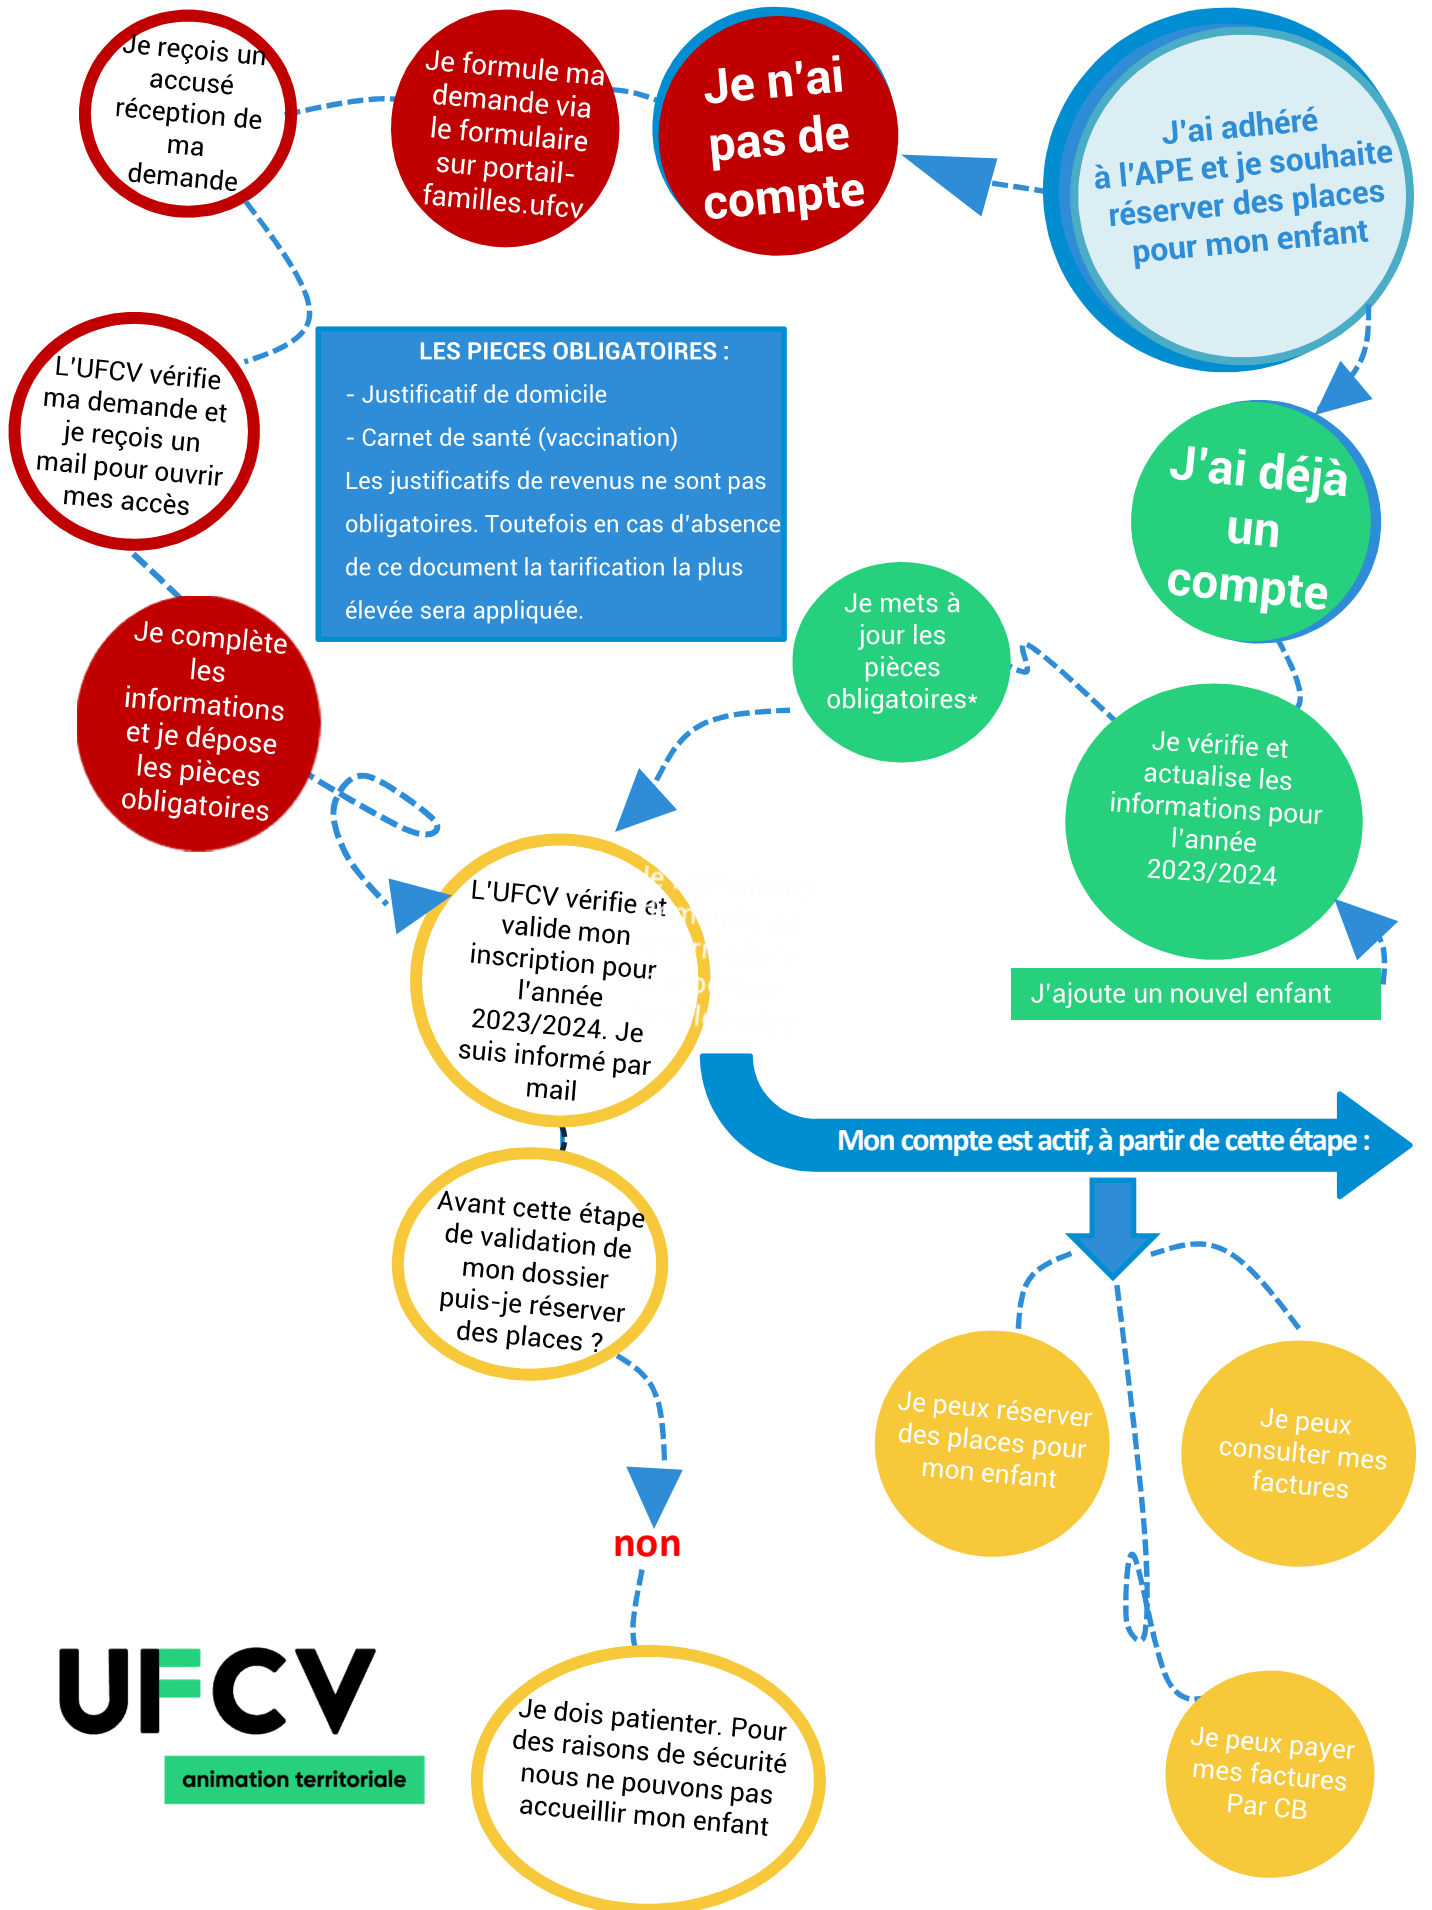 J'ai adhéré
à l'APE et je souhaite
réserver des places
pour mon enfant
Je n'ai
pas de
compte
Je formule ma
demande via
le formulaire
sur portail-
familles.ufcv
Je reçois un
accusé
réception de
ma
demande
L'UFCV vérifie
ma demande et
je reçois un
mail pour ouvrir
mes accès
Je complète
les
informations
et je dépose
les pièces
obligatoires
LES PIECES OBLIGATOIRES :
- Justificatif de domicile
- Carnet de santé (vaccination)
Les justificatifs de revenus ne sont pas
obligatoires. Toutefois en cas d'absence
de ce document la tarification la plus
élevée sera appliquée.
J'ai déjà
un
compte
Je vérifie et
actualise les
informations pour
l'année
2023/2024
J'ajoute un nouvel enfant
Je mets à
jour les
pièces
obligatoires*
L'UFCV vérifie et
valide mon
inscription pour
l'année
2023/2024. Je
suis informé par
mail
Mon compte est actif, à partir de cette étape :
Avant cette étape
de validation de
mon dossier
puis-je réserver
des places ?
non
Je dois patienter. Pour
des raisons de sécurité
nous ne pouvons pas
accueillir mon enfant
Je peux réserver
des places pour
mon enfant
Je peux
consulter mes
factures
Je peux payer
mes factures
Par CB
UFCV
animation territoriale